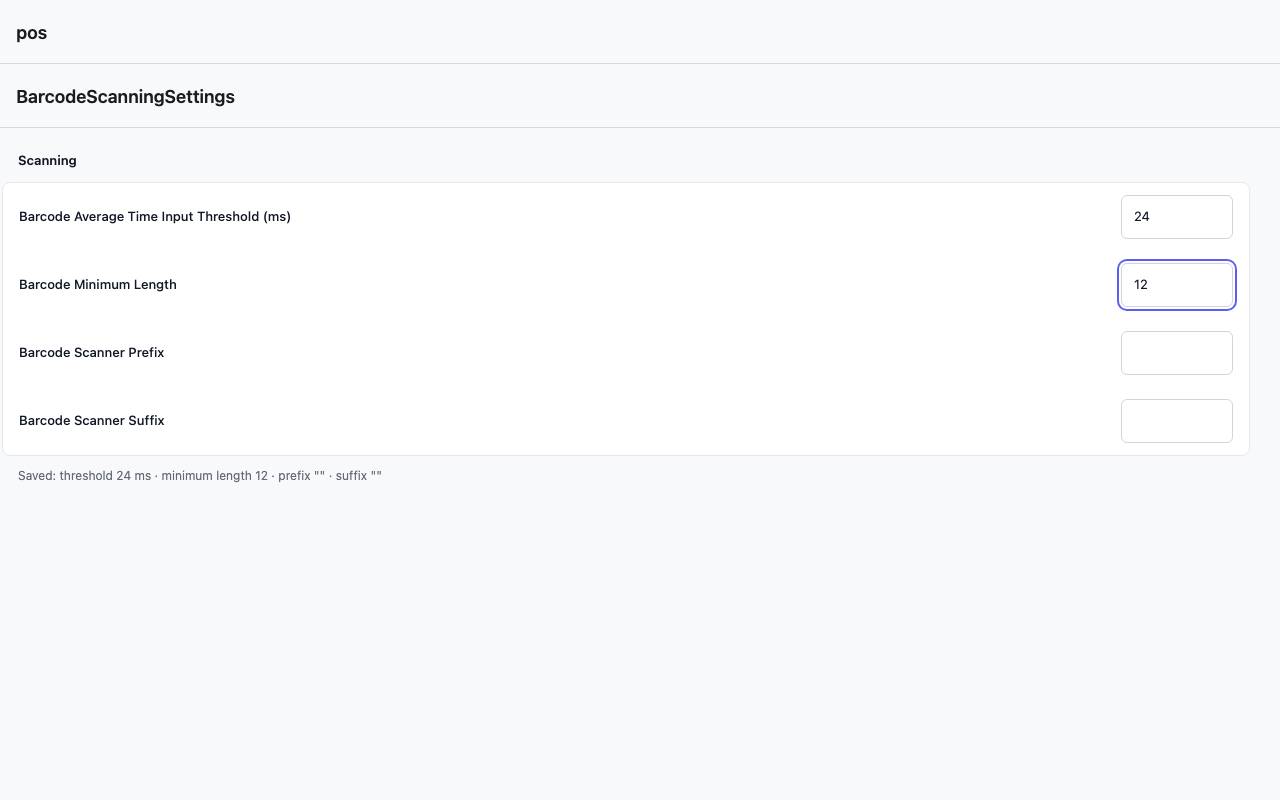 pos
BarcodeScanningSettings
Scanning
Barcode Average Time Input Threshold (ms)
24
Barcode Minimum Length
12
Barcode Scanner Prefix
Barcode Scanner Suffix
Saved: threshold 24 ms · minimum length 12 · prefix "" · suffix ""